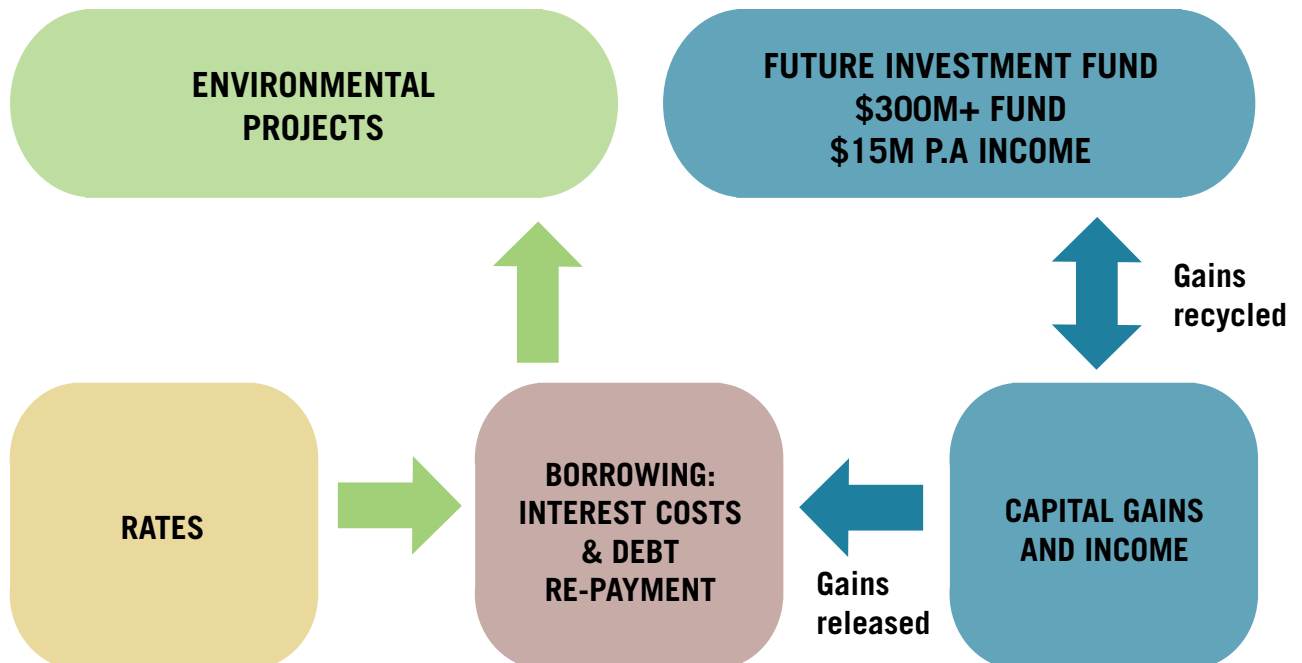 ENVIRONMENTAL
PROJECTS
FUTURE INVESTMENT FUND
$300M+ FUND
$15M P.A INCOME
Gains
recycled
RATES
BORROWING:
INTEREST COSTS
& DEBT
RE-PAYMENT
Gains
released
CAPITAL GAINS
AND INCOME